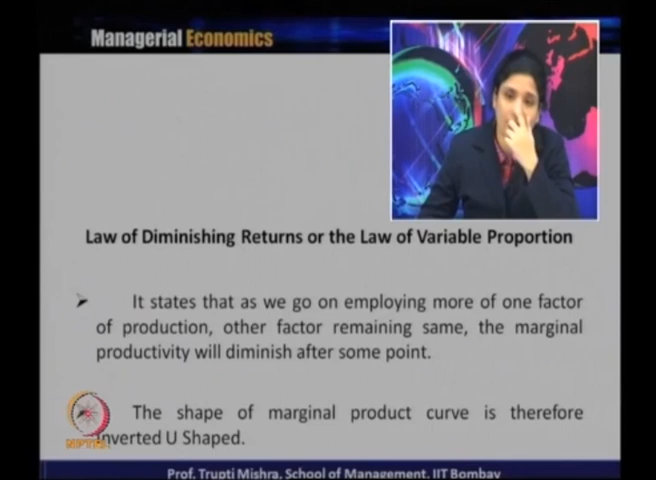 Managerial Economics
Law of Diminishing Returns or the Law of Variable Proportion
It states that as we go on employing more of one factor
of production, other factor remaining same, the marginal
productivity will diminish after some point.
The shape of marginal product curve is therefore
Inverted U Shaped.
NPTEL
Prof. Trupti Mishra, School of Management, IIT Bombay